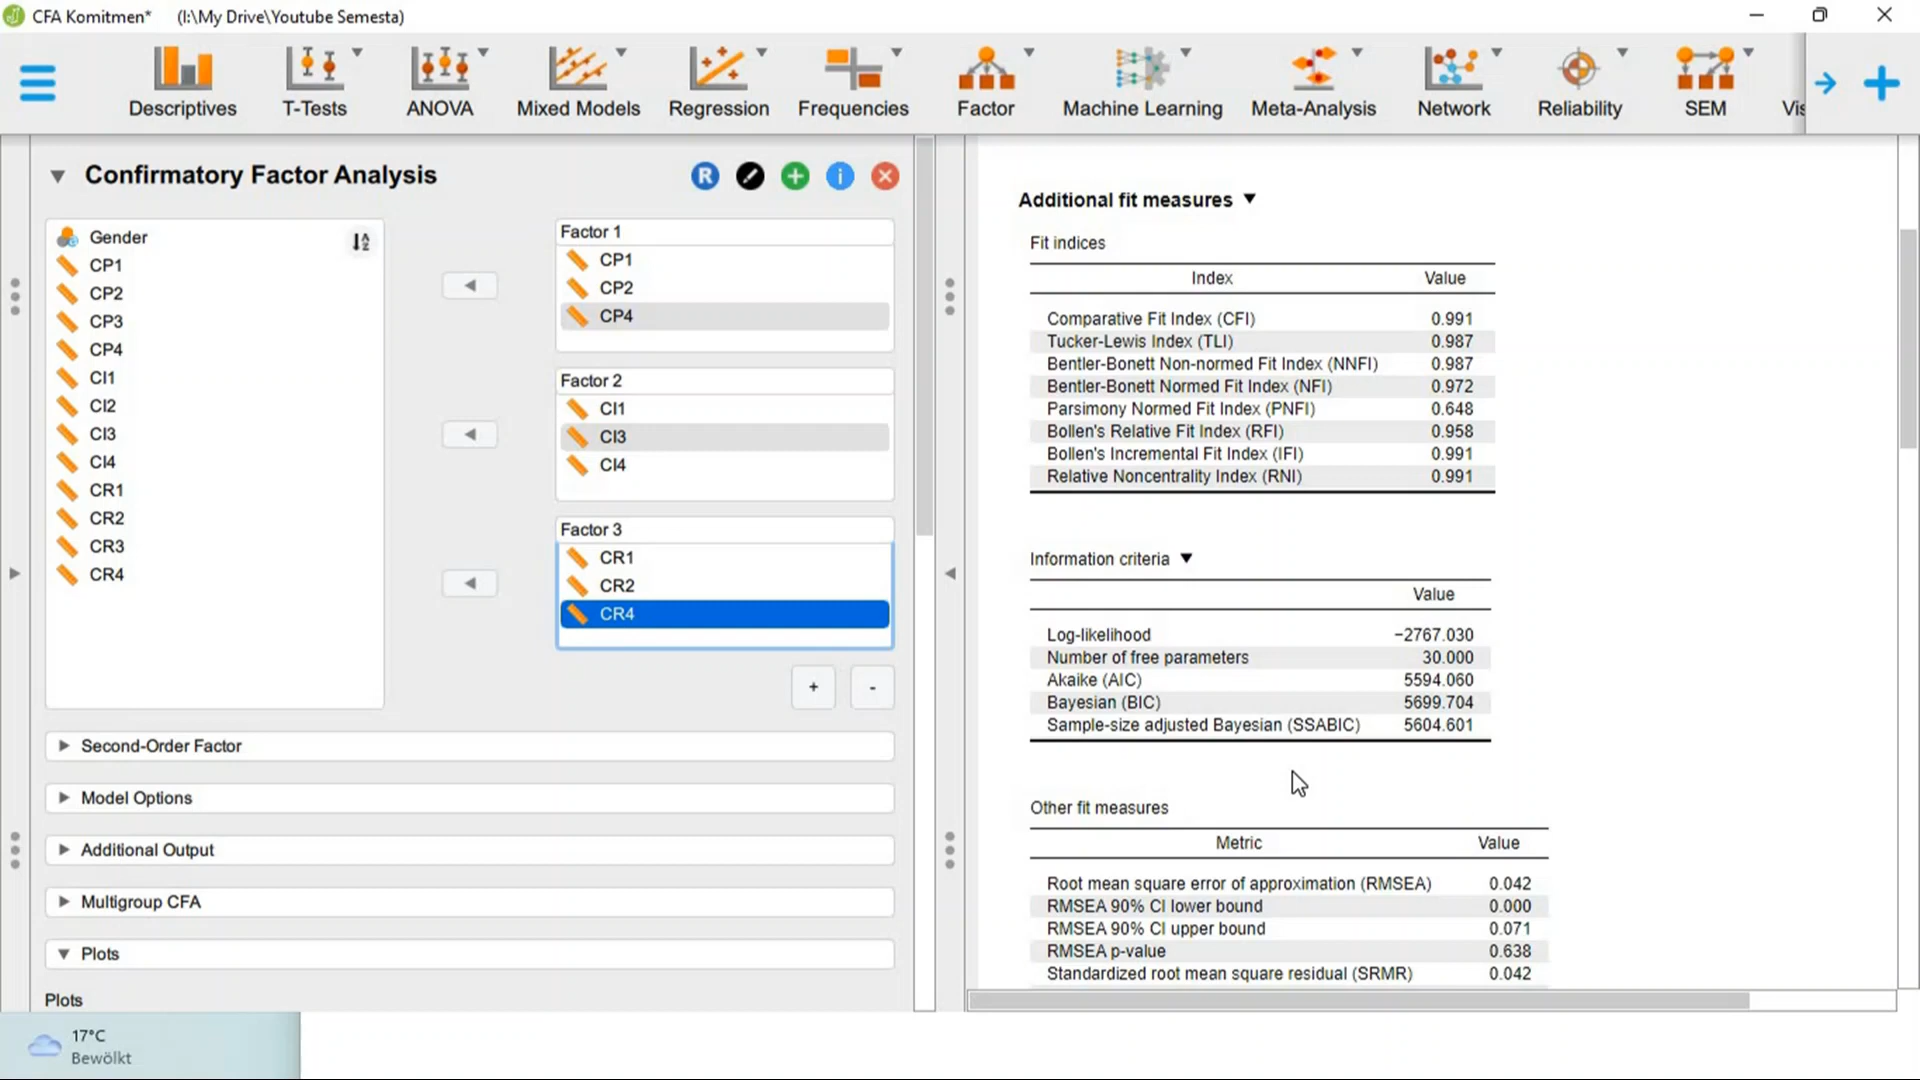 CFA Komitmen* (I:\My Drive\Youtube Semesta)
Descriptives T-Tests ANOVA Mixed Models Regression Frequencies Factor Machine Learning Meta-Analysis Network Reliability SEM Vis
Confirmatory Factor Analysis
R
i
Gender
CP1
CP2
CP3
CP4
CI1
CI2
CI3
CI4
CR1
CR2
CR3
CR4
Factor 1
CP1
CP2
CP4
Factor 2
CI1
CI3
CI4
Factor 3
CR1
CR2
CR4
+ -
Second-Order Factor
Model Options
Additional Output
Multigroup CFA
Plots
Plots
Additional fit measures
Fit indices
Index Value
Comparative Fit Index (CFI) 0.991
Tucker-Lewis Index (TLI) 0.987
Bentler-Bonett Non-normed Fit Index (NNFI) 0.987
Bentler-Bonett Normed Fit Index (NFI) 0.972
Parsimony Normed Fit Index (PNFI) 0.648
Bollen's Relative Fit Index (RFI) 0.958
Bollen's Incremental Fit Index (IFI) 0.991
Relative Noncentrality Index (RNI) 0.991
Information criteria
Value
Log-likelihood −2767.030
Number of free parameters 30.000
Akaike (AIC) 5594.060
Bayesian (BIC) 5699.704
Sample-size adjusted Bayesian (SSABIC) 5604.601
Other fit measures
Metric Value
Root mean square error of approximation (RMSEA) 0.042
RMSEA 90% CI lower bound 0.000
RMSEA 90% CI upper bound 0.071
RMSEA p-value 0.638
Standardized root mean square residual (SRMR) 0.042
17°C
Bewölkt